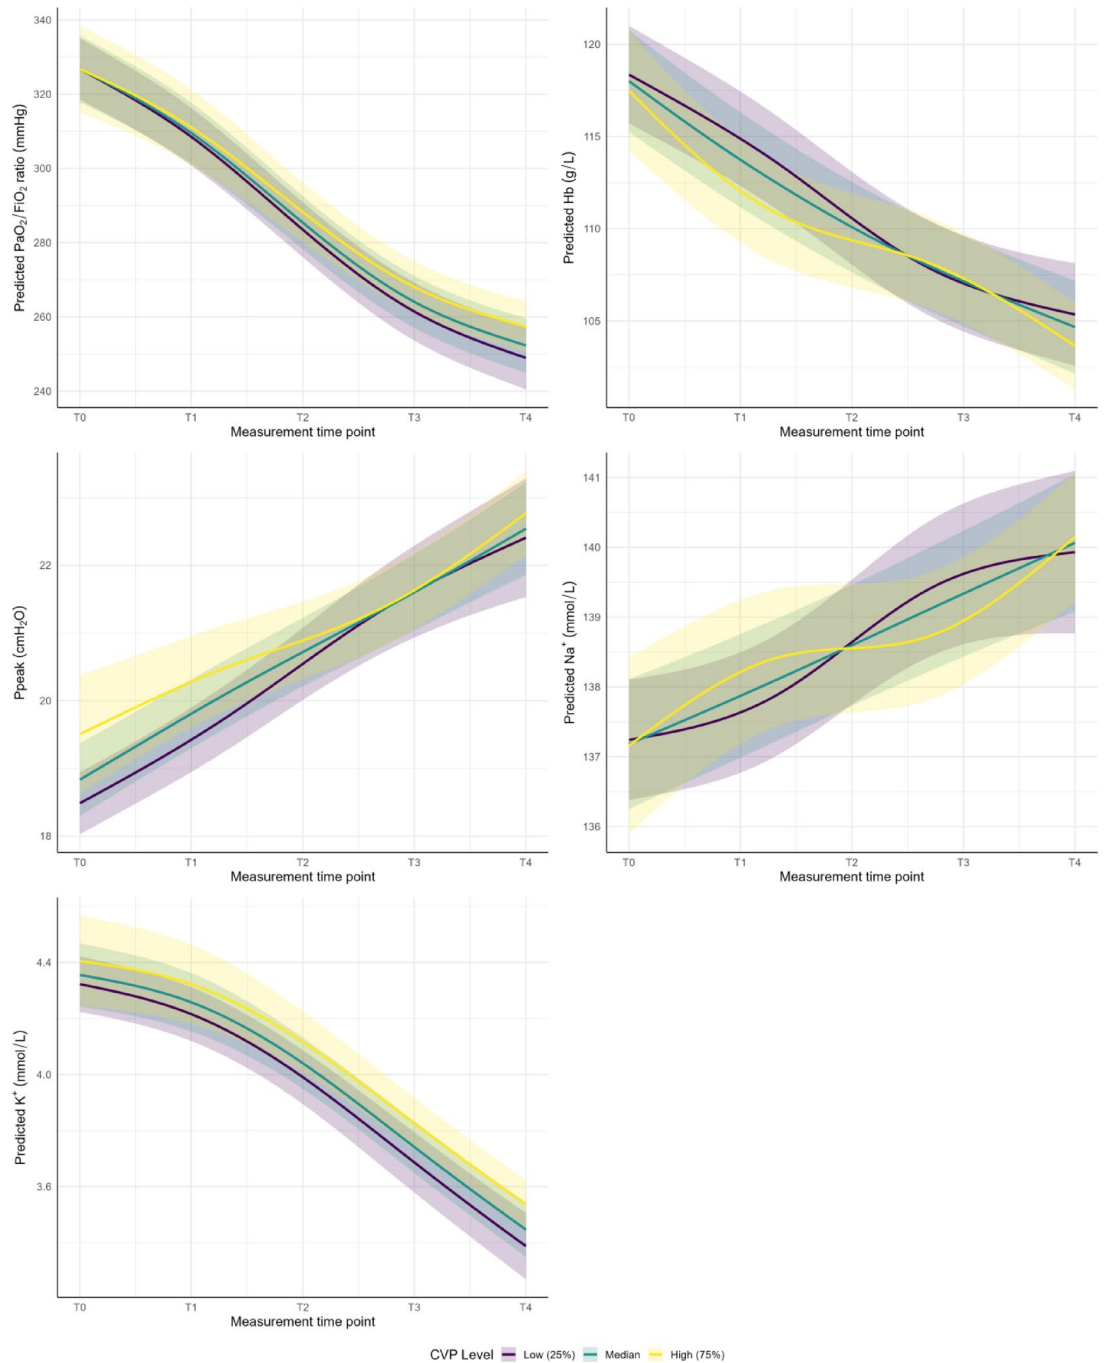 Predicted PaO₂/FiO₂ ratio (mmHg)
340
320
300
280
260
240
T0 T1 T2 T3 T4
Measurement time point
Predicted Hb (g/L)
120
115
110
105
T0 T1 T2 T3 T4
Measurement time point
Ppeak (cmH₂O)
22
20
18
T0 T1 T2 T3 T4
Measurement time point
Predicted Na⁺ (mmol/L)
141
140
139
138
137
136
T0 T1 T2 T3 T4
Measurement time point
Predicted K⁺ (mmol/L)
4.4
4.0
3.6
T0 T1 T2 T3 T4
Measurement time point
CVP Level Low (25%) Median High (75%)